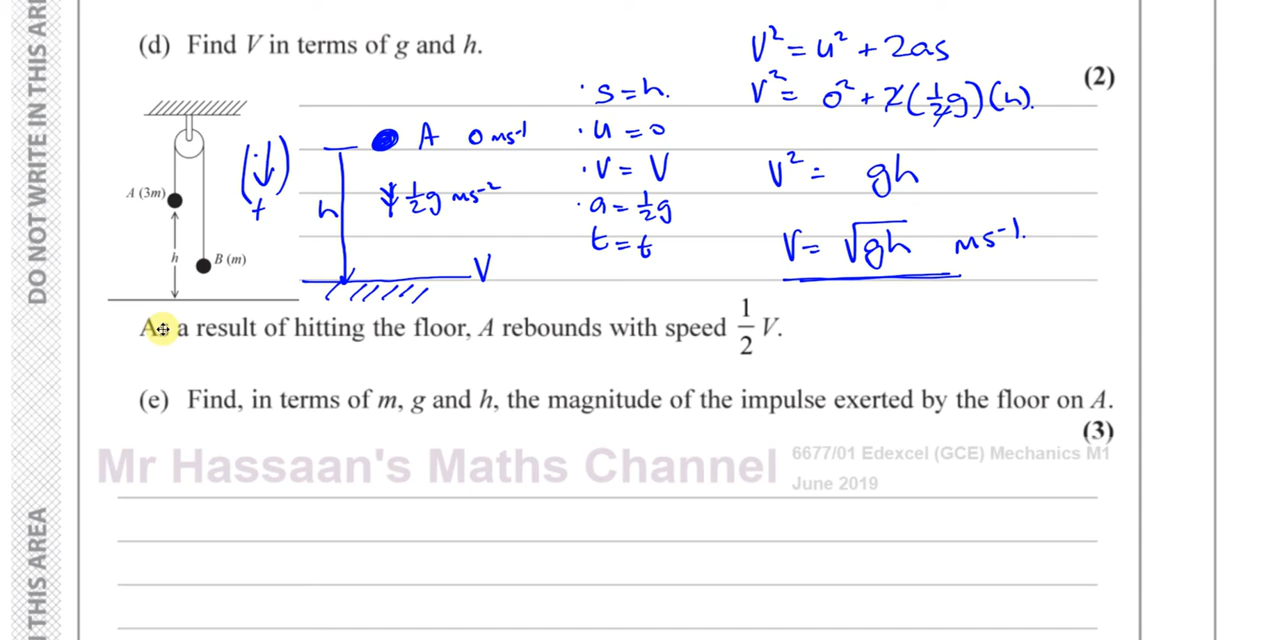 DO NOT WRITE IN THIS ARE
THIS AREA
(d) Find V in terms of g and h.
(2)
A (3m)
h
B (m)
(↓)
+
h
A 0 ms⁻¹
½g ms⁻²
V
· s = h.
· u = 0
· v = V
· a = ½g
t = t
V² = u² + 2as
V² = 0² + 2(½g)(h).
V² = gh
V = √gh ms⁻¹.
As a result of hitting the floor, A rebounds with speed 1/2 V.
(e) Find, in terms of m, g and h, the magnitude of the impulse exerted by the floor on A.
(3)
Mr Hassaan's Maths Channel
6677/01 Edexcel (GCE) Mechanics M1
June 2019